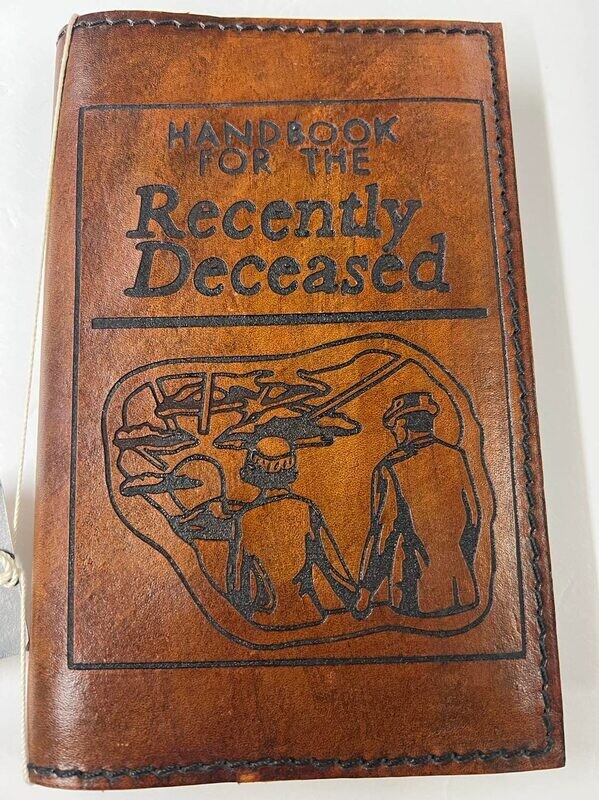 HANDBOOK
FOR THE
Recently
Deceased